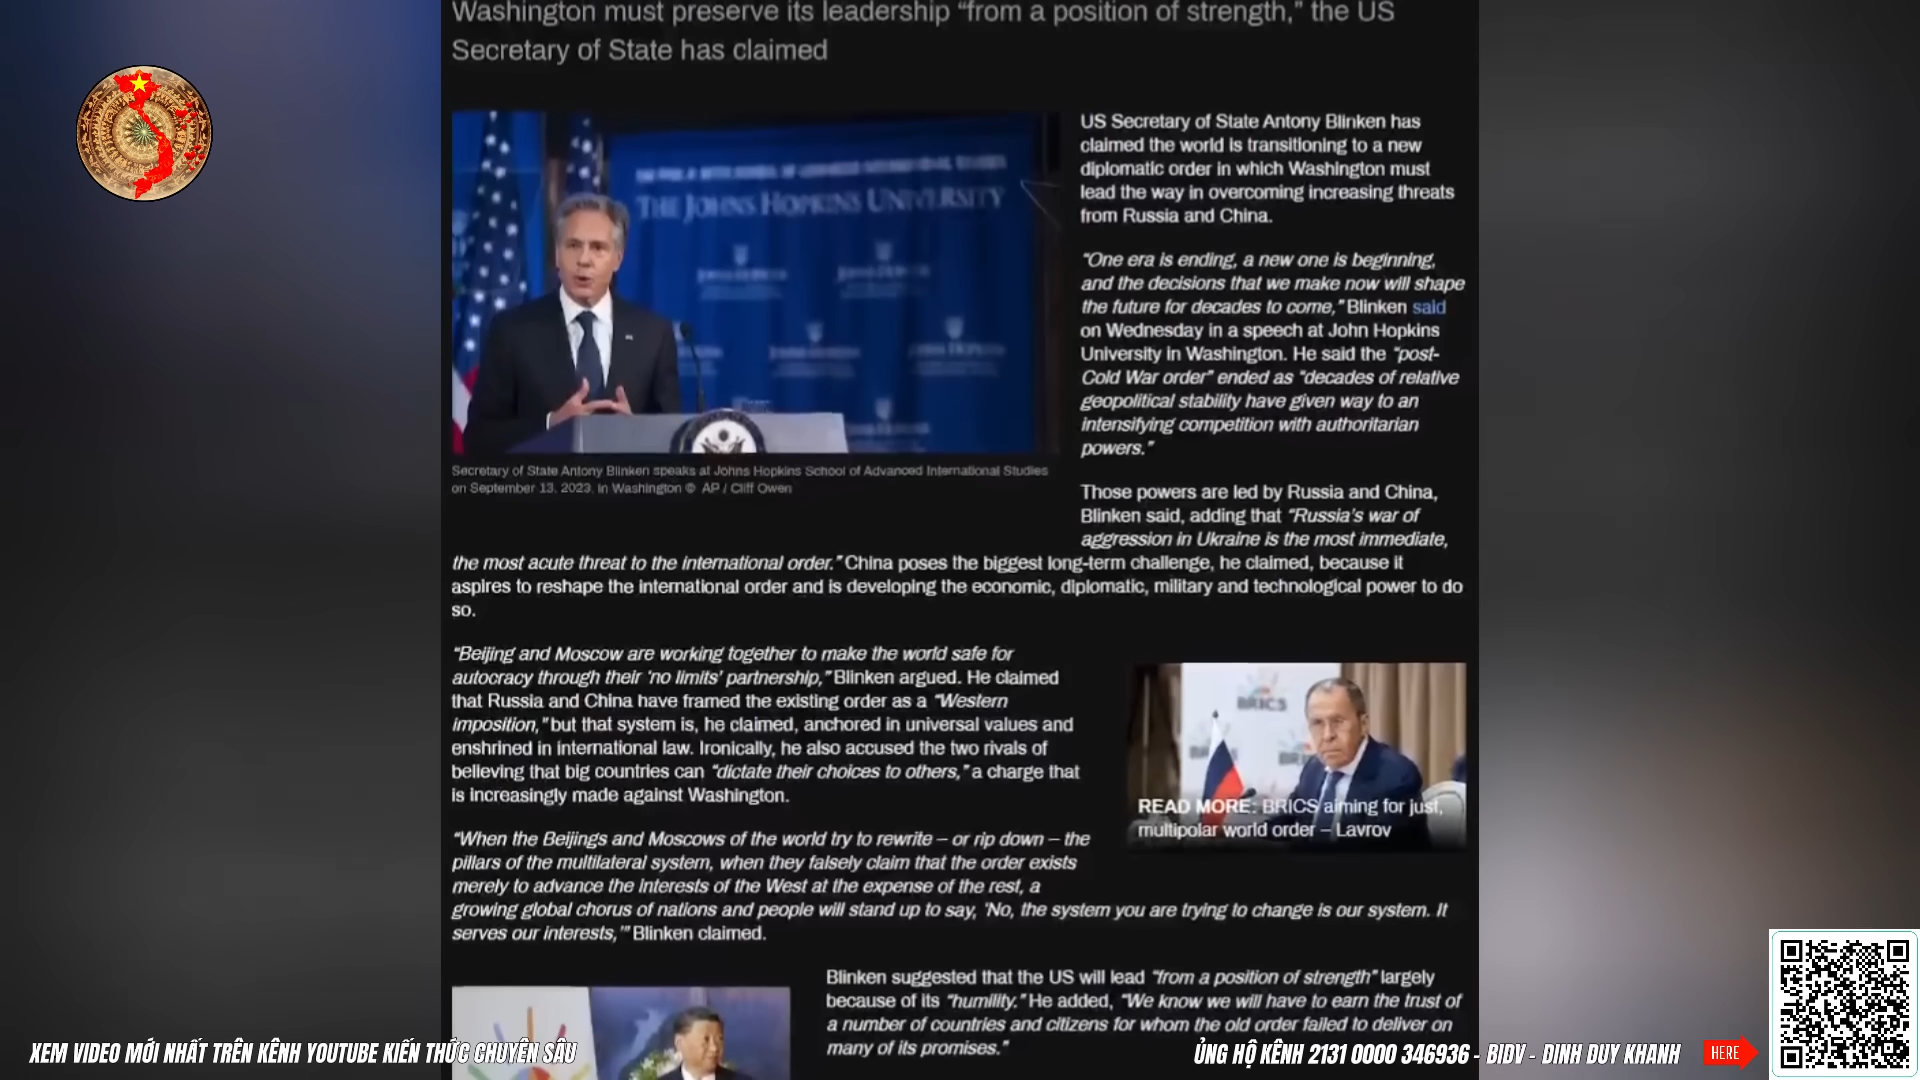 Washington must preserve its leadership “from a position of strength,” the US
Secretary of State has claimed
THE JOHNS HOPKINS UNIVERSITY
Secretary of State Antony Blinken speaks at Johns Hopkins School of Advanced International Studies
on September 13, 2023, in Washington © AP / Cliff Owen
US Secretary of State Antony Blinken has
claimed the world is transitioning to a new
diplomatic order in which Washington must
lead the way in overcoming increasing threats
from Russia and China.
“One era is ending, a new one is beginning,
and the decisions that we make now will shape
the future for decades to come,” Blinken said
on Wednesday in a speech at John Hopkins
University in Washington. He said the “post-
Cold War order” ended as “decades of relative
geopolitical stability have given way to an
intensifying competition with authoritarian
powers.”
Those powers are led by Russia and China,
Blinken said, adding that “Russia’s war of
aggression in Ukraine is the most immediate,
the most acute threat to the international order.” China poses the biggest long-term challenge, he claimed, because it
aspires to reshape the international order and is developing the economic, diplomatic, military and technological power to do
so.
“Beijing and Moscow are working together to make the world safe for
autocracy through their ‘no limits’ partnership,” Blinken argued. He claimed
that Russia and China have framed the existing order as a “Western
imposition,” but that system is, he claimed, anchored in universal values and
enshrined in international law. Ironically, he also accused the two rivals of
believing that big countries can “dictate their choices to others,” a charge that
is increasingly made against Washington.
BRICS
READ MORE: BRICS aiming for just,
multipolar world order – Lavrov
“When the Beijings and Moscows of the world try to rewrite – or rip down – the
pillars of the multilateral system, when they falsely claim that the order exists
merely to advance the interests of the West at the expense of the rest, a
growing global chorus of nations and people will stand up to say, ‘No, the system you are trying to change is our system. It
serves our interests,’” Blinken claimed.
Blinken suggested that the US will lead “from a position of strength” largely
because of its “humility.” He added, “We know we will have to earn the trust of
a number of countries and citizens for whom the old order failed to deliver on
many of its promises.”
XEM VIDEO MỚI NHẤT TRÊN KÊNH YOUTUBE KIẾN THỨC CHUYÊN SÂU
ỦNG HỘ KÊNH 2131 0000 346936 - BIDV - DINH DUY KHANH
HERE